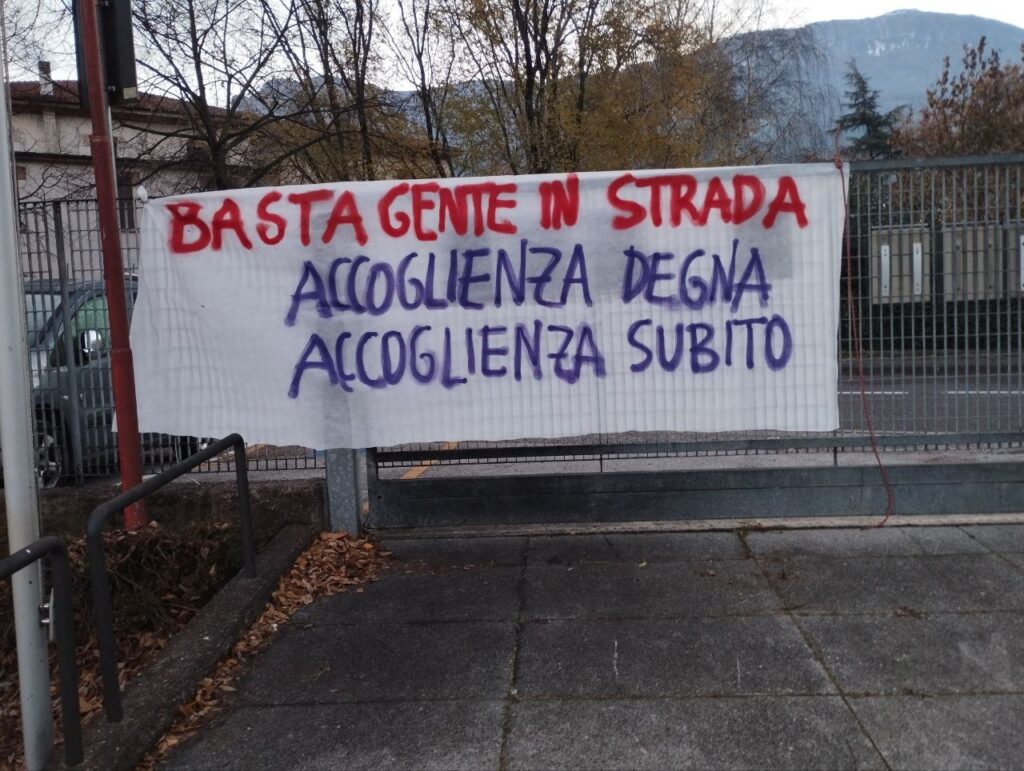 BASTA GENTE IN STRADA
ACCOGLIENZA DEGNA
ACCOGLIENZA SUBITO